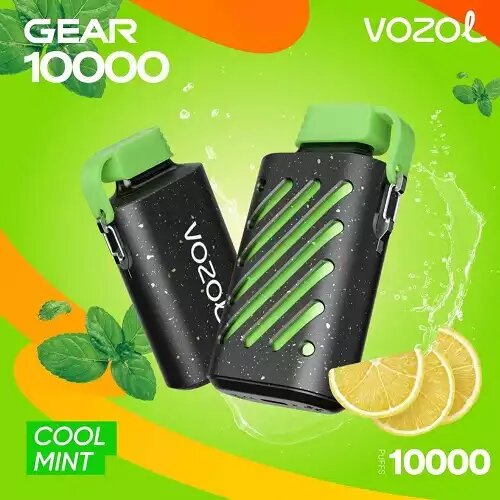 GEAR
10000
VOZOL
VOZOL
COOL
MINT
PUFFS
10000